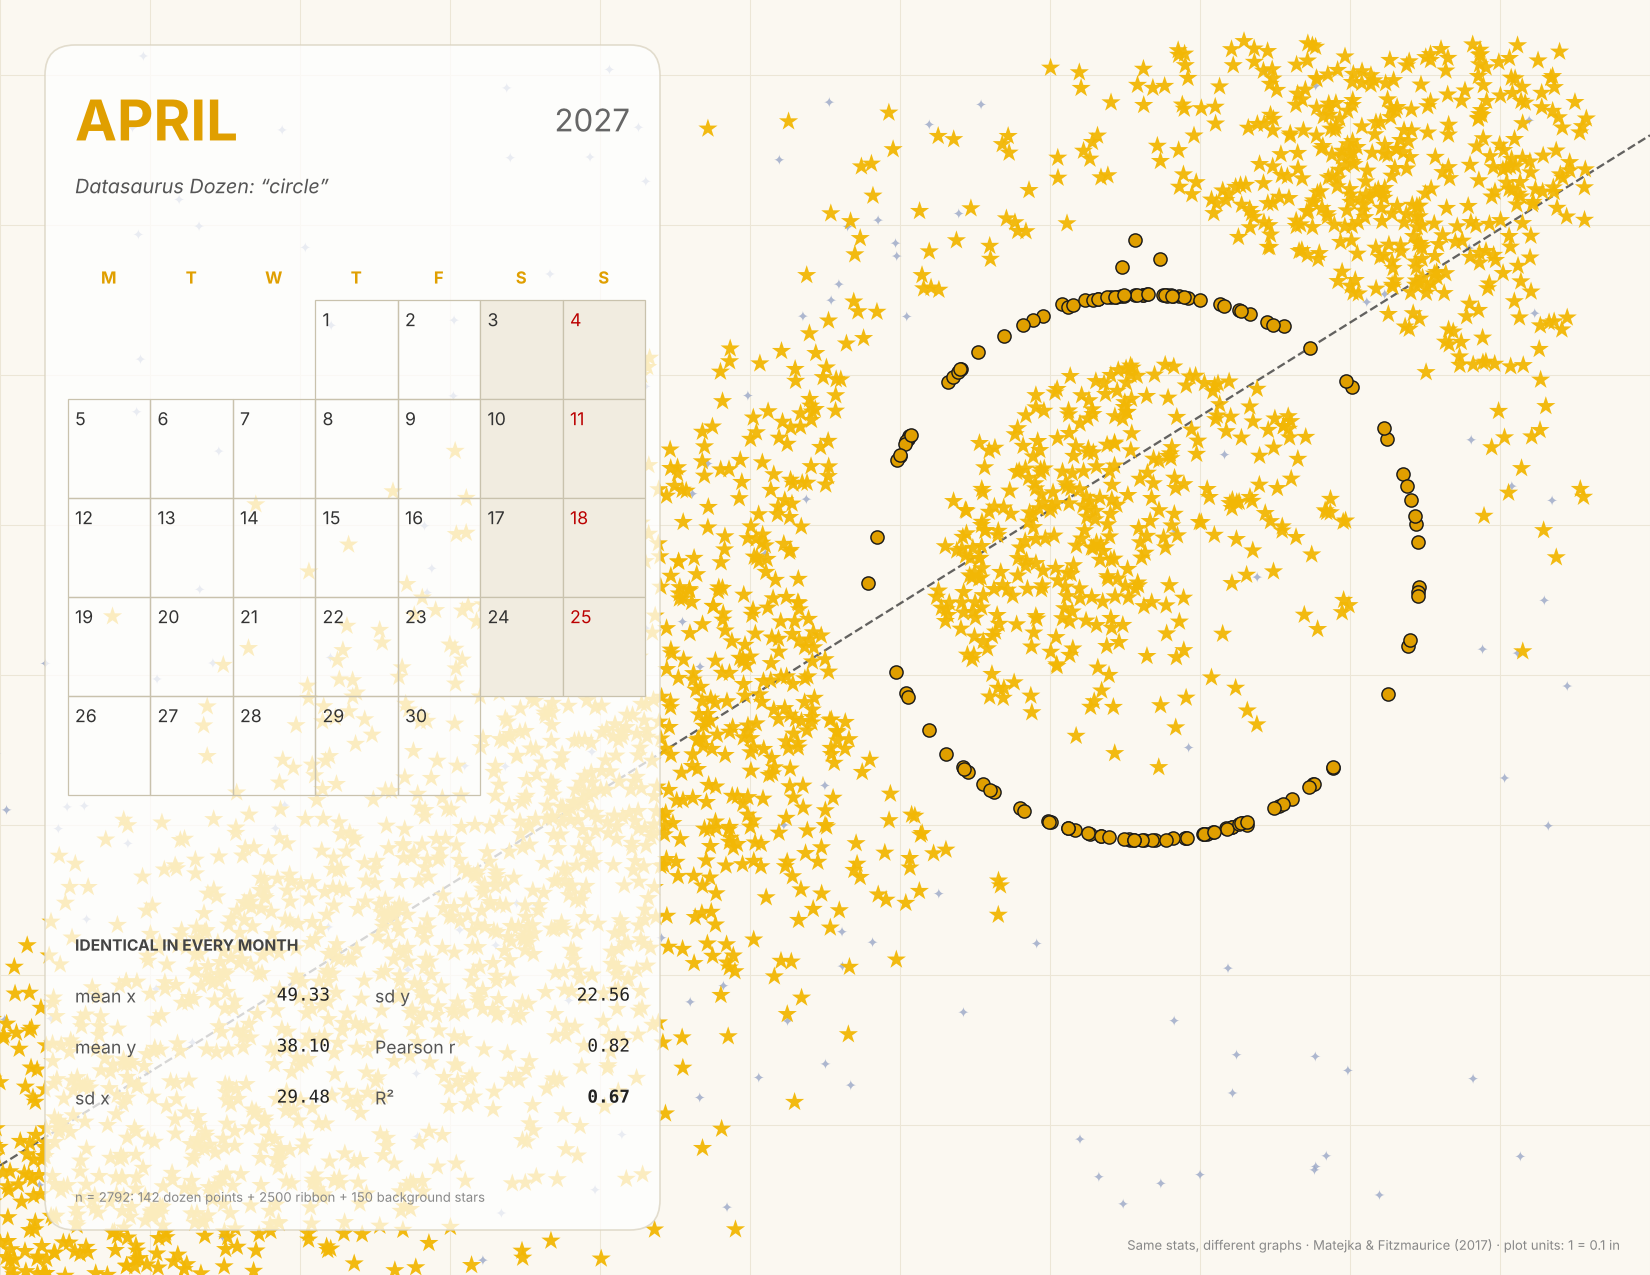 APRIL 2027
Datasaurus Dozen: “circle”
M T W T F S S
1 2 3 4
5 6 7 8 9 10 11
12 13 14 15 16 17 18
19 20 21 22 23 24 25
26 27 28 29 30
IDENTICAL IN EVERY MONTH
mean x 49.33 sd y 22.56
mean y 38.10 Pearson r 0.82
sd x 29.48 R² 0.67
n = 2792: 142 dozen points + 2500 ribbon + 150 background stars
Same stats, different graphs · Matejka & Fitzmaurice (2017) · plot units: 1 = 0.1 in